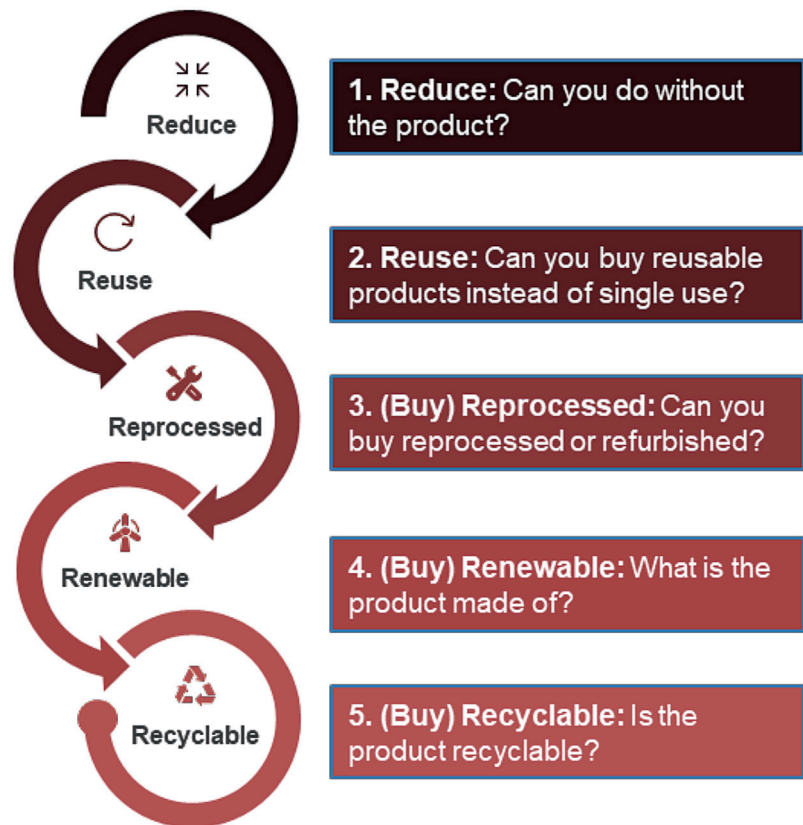 Reduce
1. Reduce: Can you do without
the product?
Reuse
2. Reuse: Can you buy reusable
products instead of single use?
Reprocessed
3. (Buy) Reprocessed: Can you
buy reprocessed or refurbished?
Renewable
4. (Buy) Renewable: What is the
product made of?
Recyclable
5. (Buy) Recyclable: Is the
product recyclable?